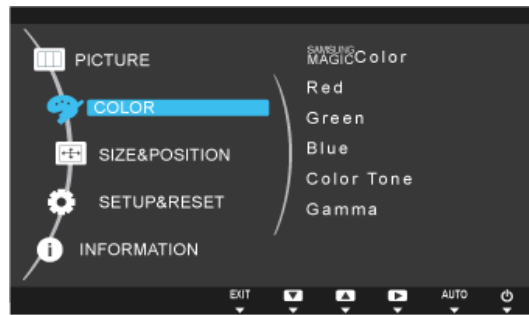 PICTURE
COLOR
SIZE&POSITION
SETUP&RESET
INFORMATION
SAMSUNG
MAGIC Color
Red
Green
Blue
Color Tone
Gamma
EXIT
AUTO